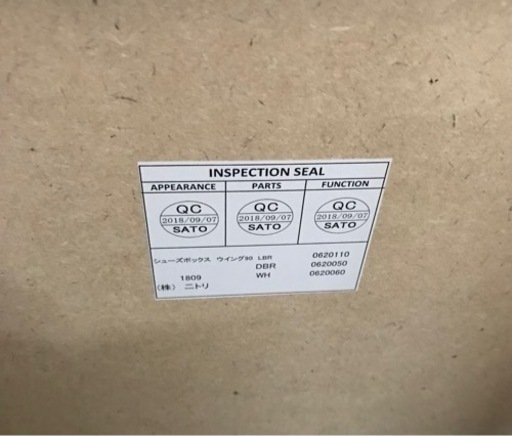 INSPECTION SEAL
APPEARANCE PARTS FUNCTION
QC QC QC
2018/09/07 2018/09/07 2018/09/07
SATO SATO SATO
シューズボックス ウイング90 LBR 0620110
DBR 0620050
1809 WH 0620060
(株) ニトリ